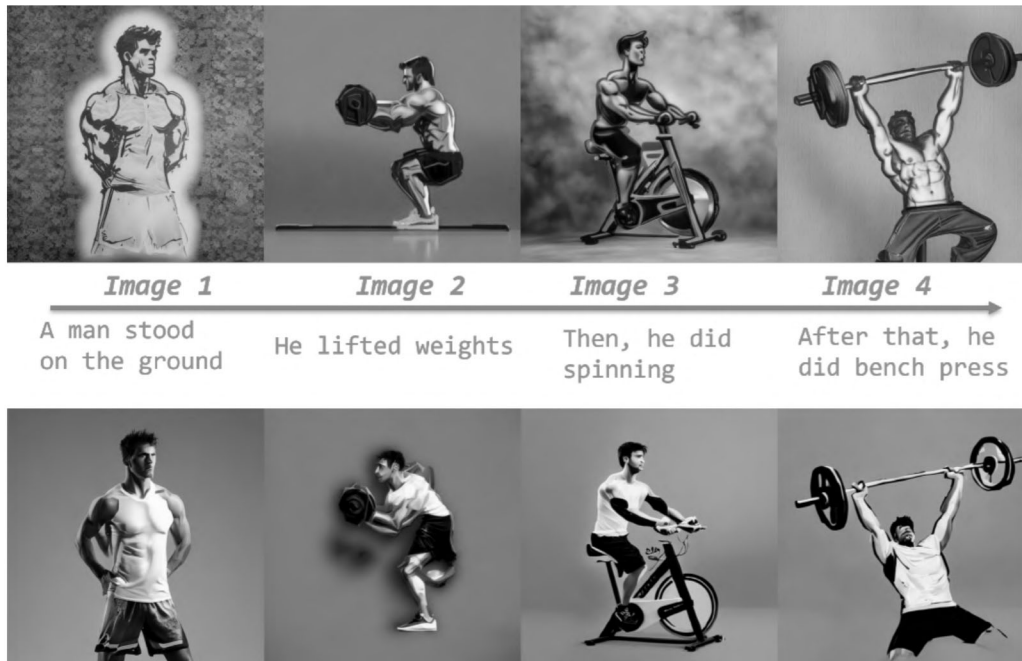 Image 1
Image 2
Image 3
Image 4
A man stood
on the ground
He lifted weights
Then, he did
spinning
After that, he
did bench press